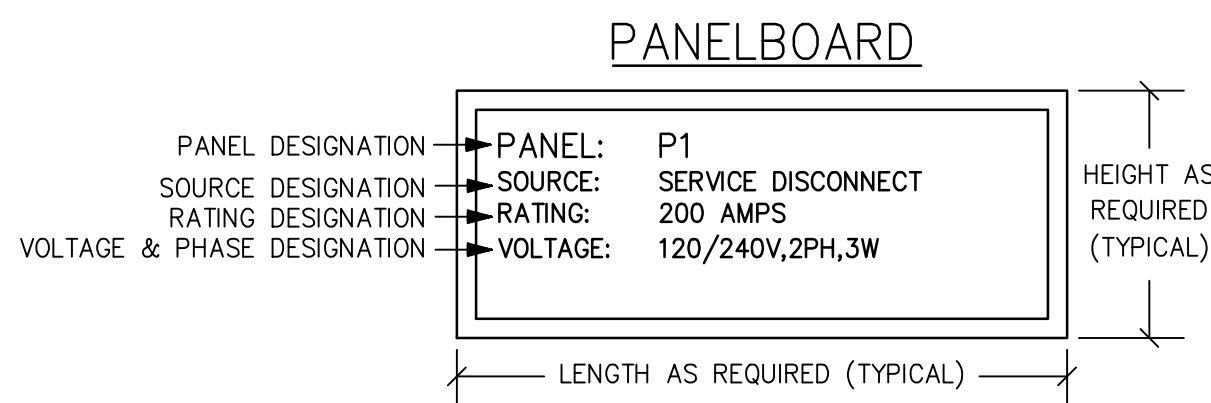 PANELBOARD
PANEL DESIGNATION PANEL: P1
SOURCE DESIGNATION SOURCE: SERVICE DISCONNECT
RATING DESIGNATION RATING: 200 AMPS
VOLTAGE & PHASE DESIGNATION VOLTAGE: 120/240V,2PH,3W
HEIGHT AS
REQUIRED
(TYPICAL)
LENGTH AS REQUIRED (TYPICAL)